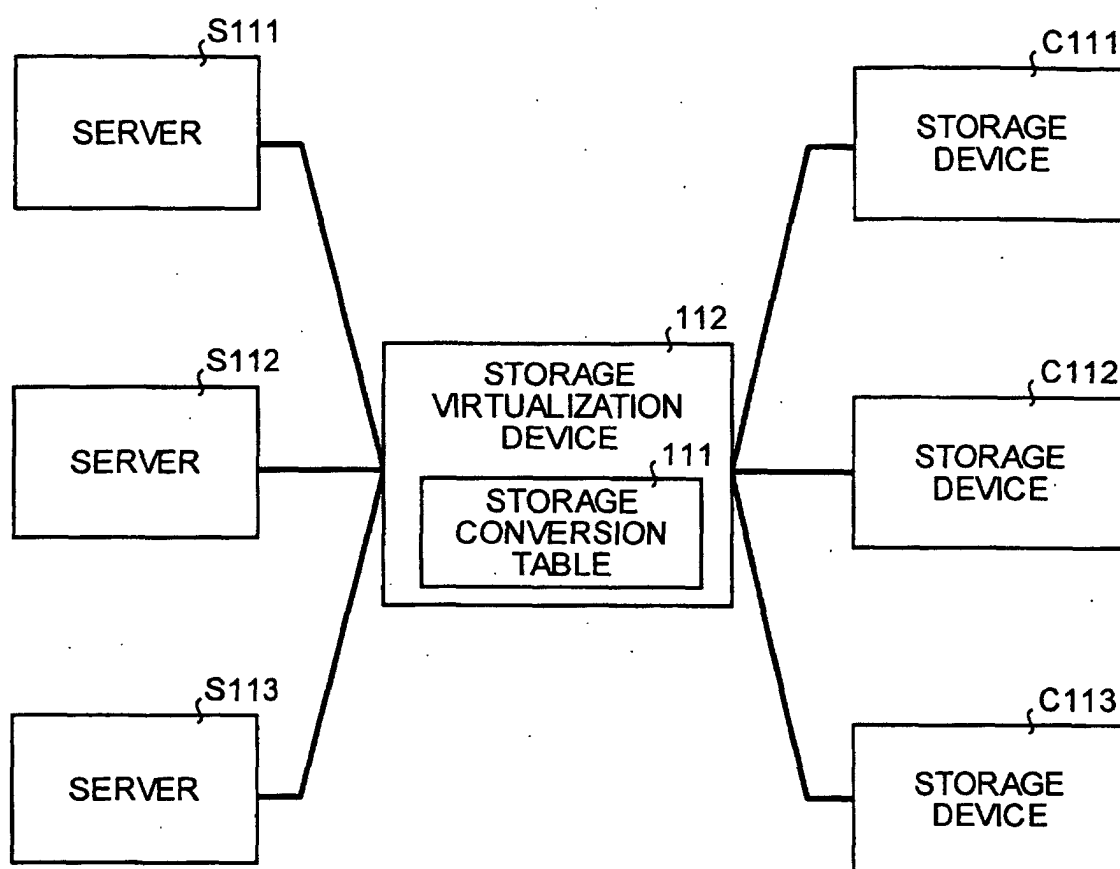 S111
SERVER
C111
STORAGE
DEVICE
112
STORAGE
VIRTUALIZATION
DEVICE
111
STORAGE
CONVERSION
TABLE
S112
SERVER
C112
STORAGE
DEVICE
S113
SERVER
C113
STORAGE
DEVICE